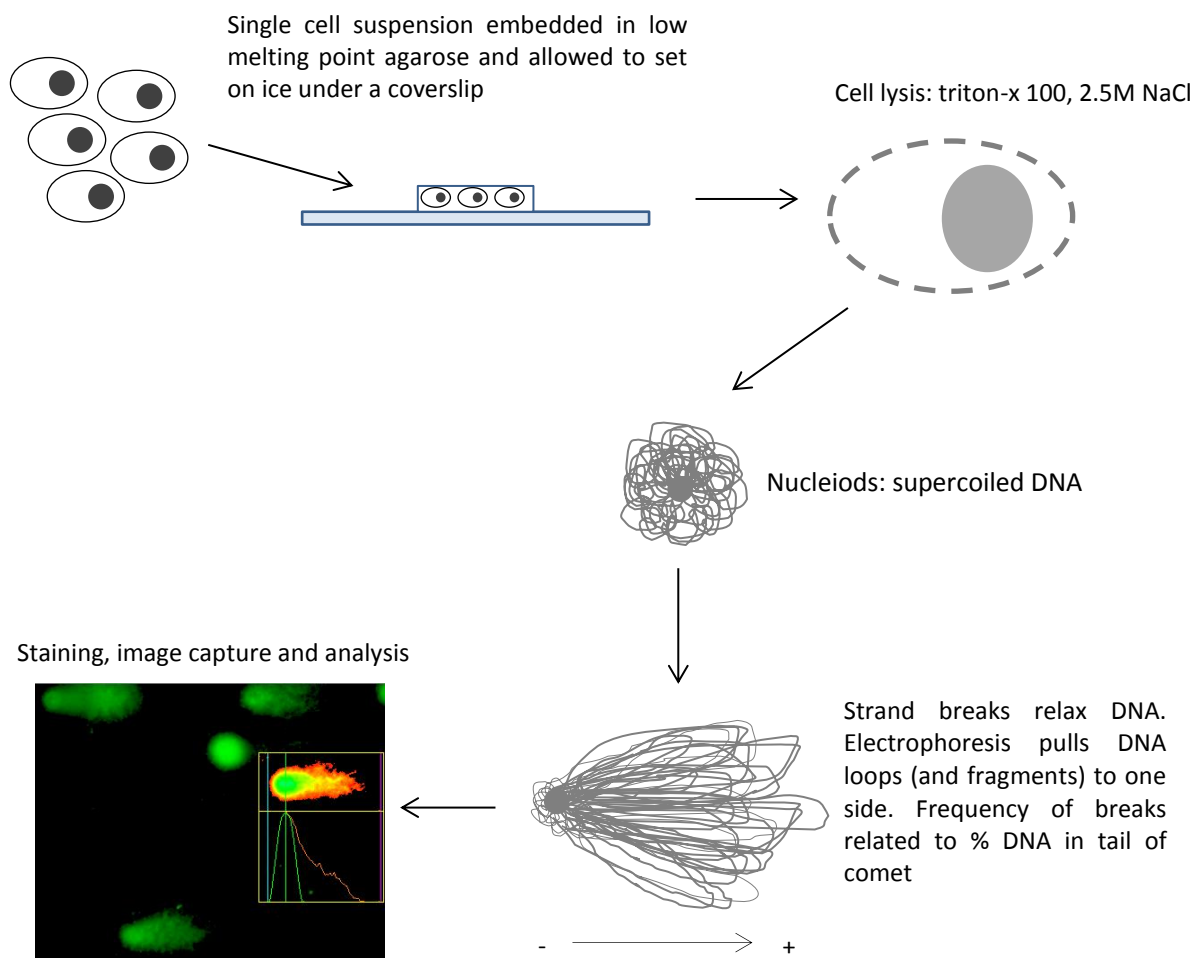 Single cell suspension embedded in low
melting point agarose and allowed to set
on ice under a coverslip
Cell lysis: triton-x 100, 2.5M NaCl
Nucleiods: supercoiled DNA
Strand breaks relax DNA.
Electrophoresis pulls DNA
loops (and fragments) to one
side. Frequency of breaks
related to % DNA in tail of
comet
- +
Staining, image capture and analysis